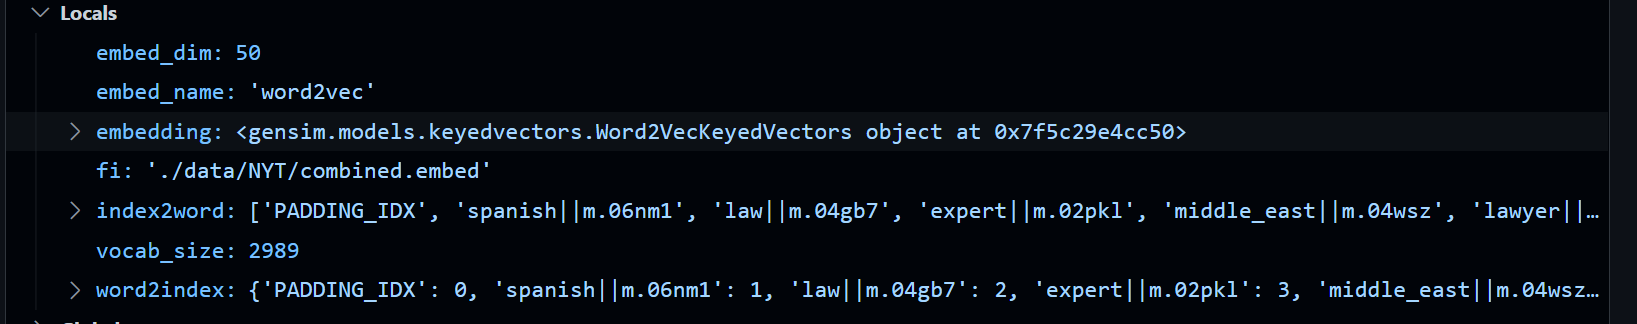 Locals
embed_dim: 50
embed_name: 'word2vec'
embedding: <gensim.models.keyedvectors.Word2VecKeyedVectors object at 0x7f5c29e4cc50>
fi: './data/NYT/combined.embed'
index2word: ['PADDING_IDX', 'spanish||m.06nm1', 'law||m.04gb7', 'expert||m.02pkl', 'middle_east||m.04wsz', 'lawyer||…
vocab_size: 2989
word2index: {'PADDING_IDX': 0, 'spanish||m.06nm1': 1, 'law||m.04gb7': 2, 'expert||m.02pkl': 3, 'middle_east||m.04wsz…